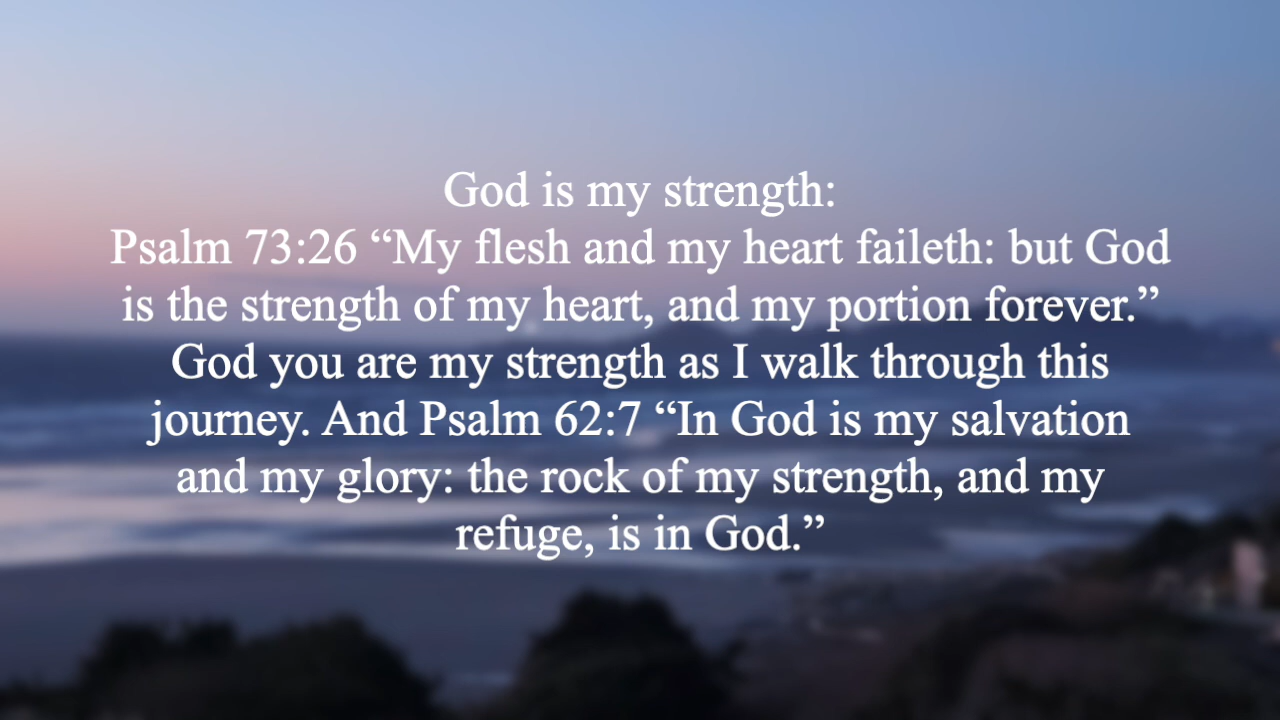 God is my strength:
Psalm 73:26 “My flesh and my heart faileth: but God
is the strength of my heart, and my portion forever.”
God you are my strength as I walk through this
journey. And Psalm 62:7 “In God is my salvation
and my glory: the rock of my strength, and my
refuge, is in God.”